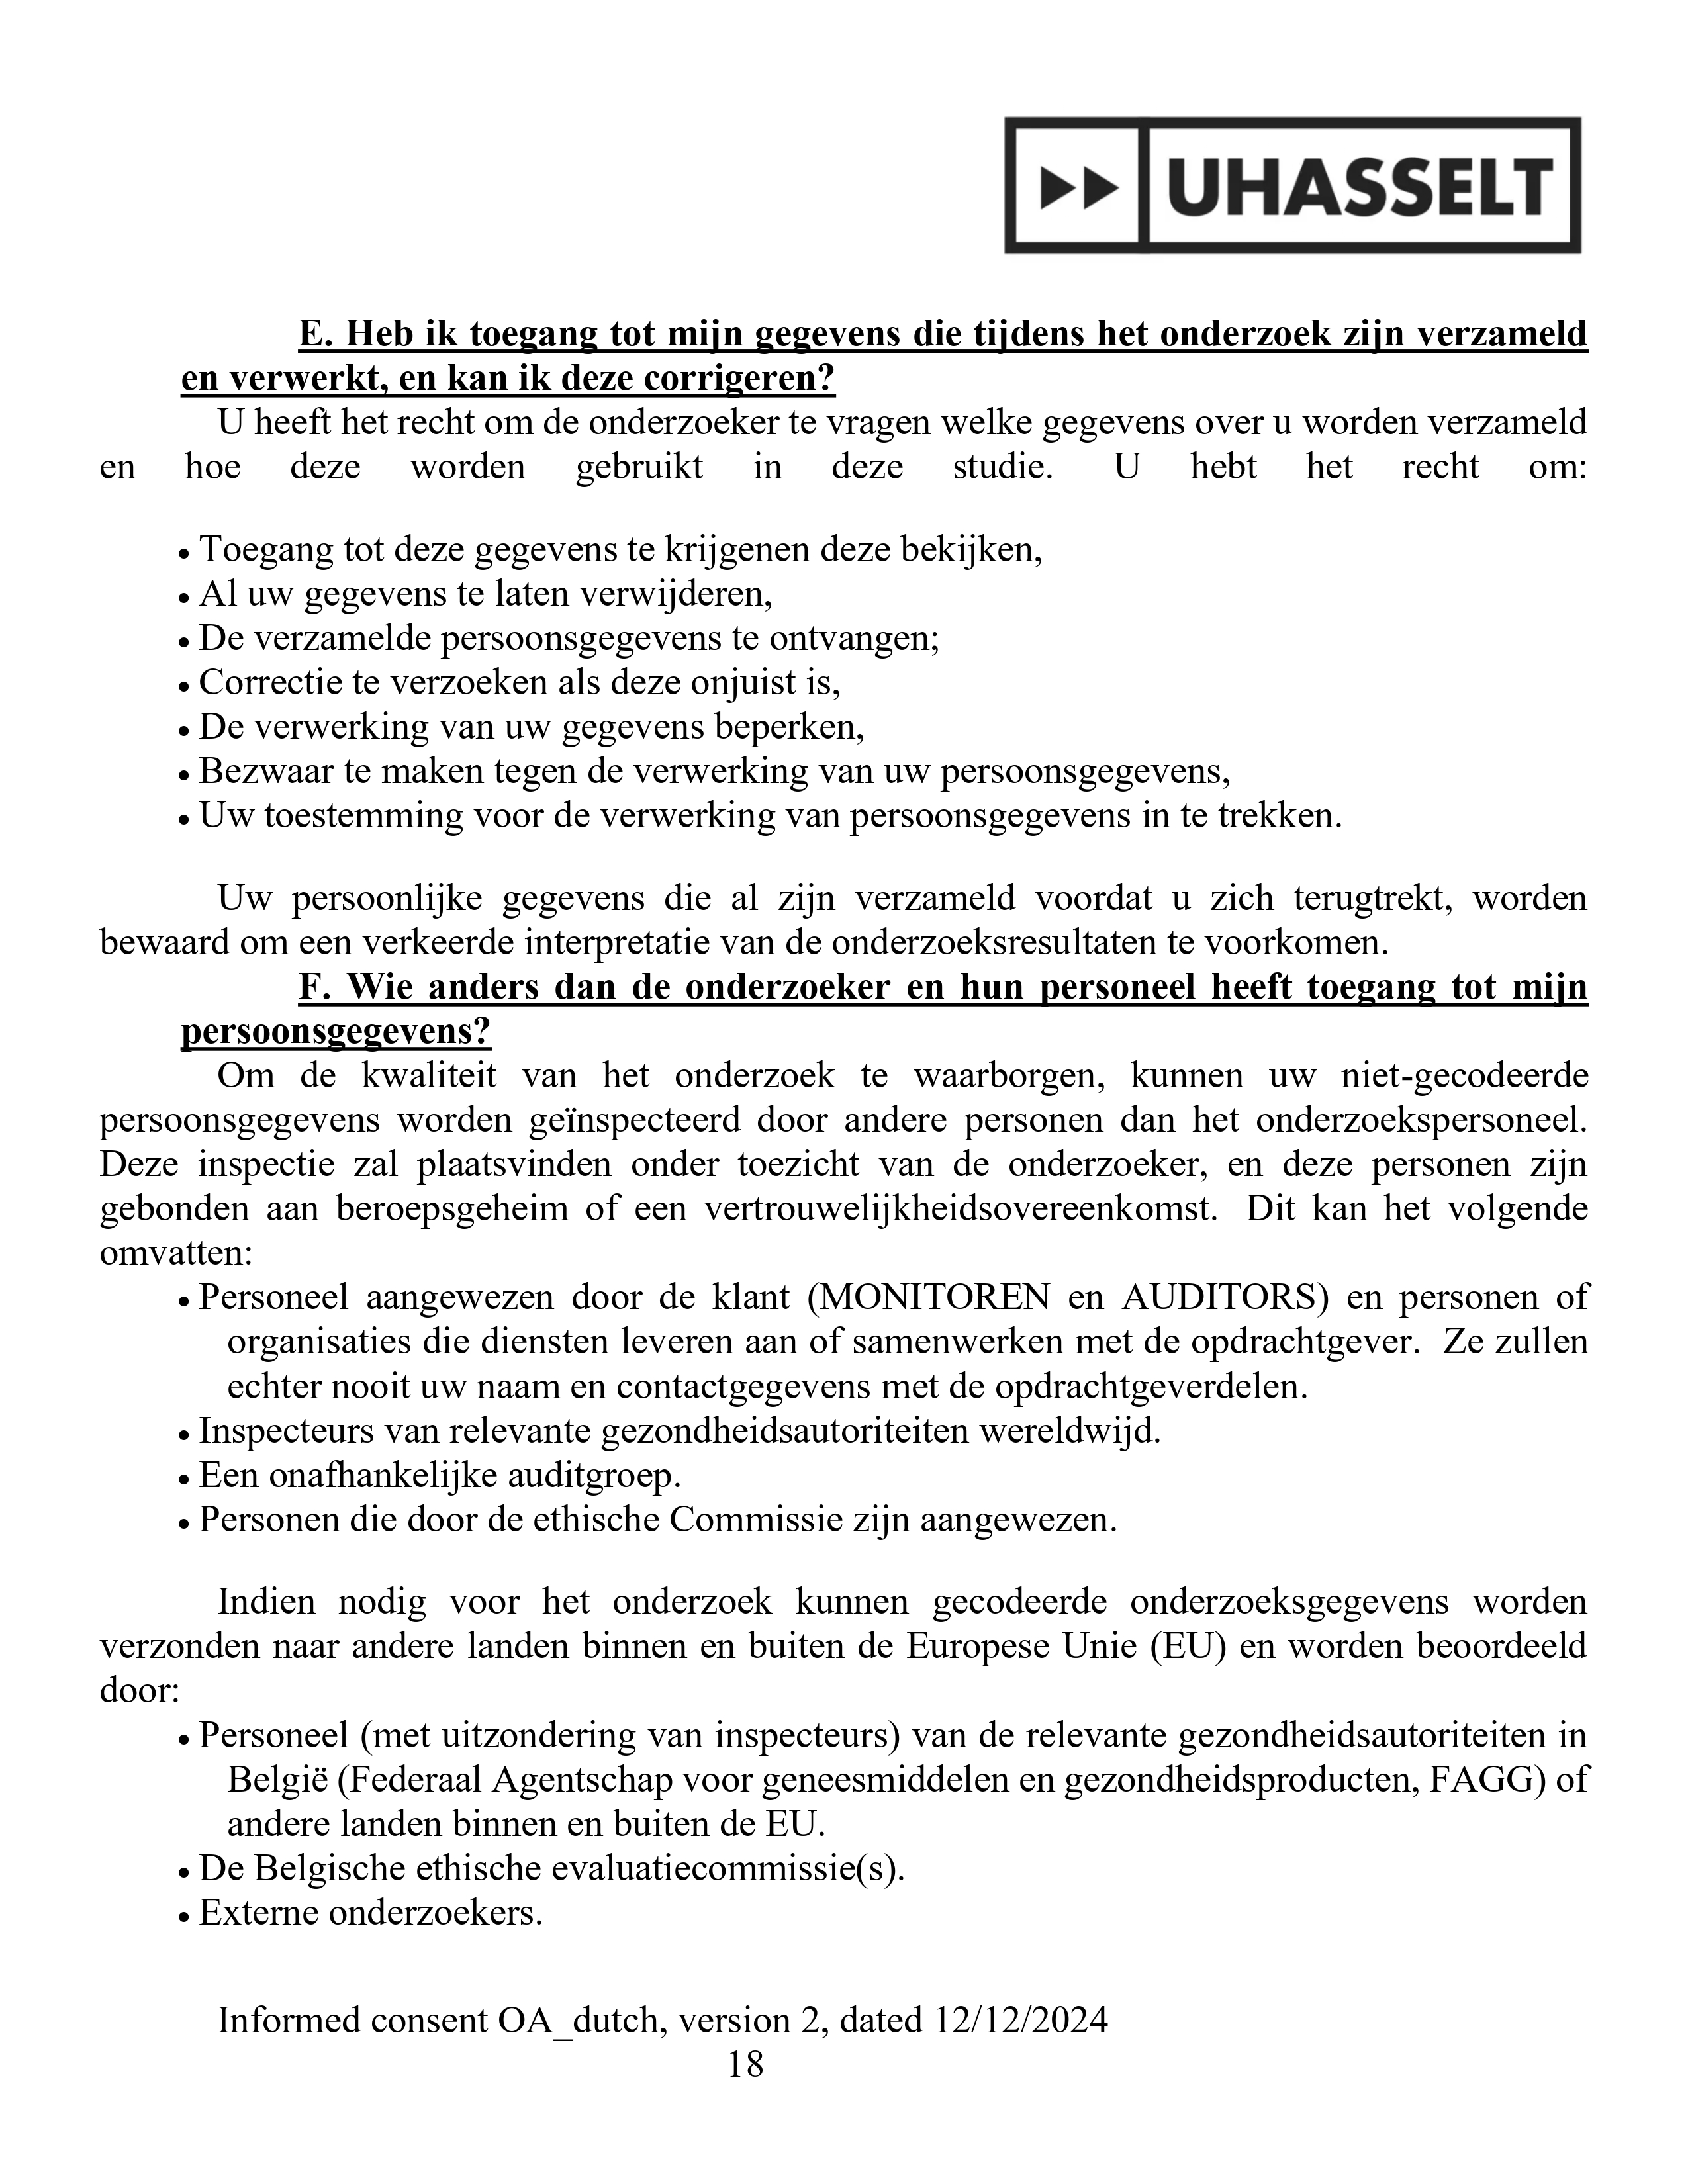 UHASSELT
E. Heb ik toegang tot mijn gegevens die tijdens het onderzoek zijn verzameld
en verwerkt, en kan ik deze corrigeren?
U heeft het recht om de onderzoeker te vragen welke gegevens over u worden verzameld
en hoe deze worden gebruikt in deze studie. U hebt het recht om:
• Toegang tot deze gegevens te krijgenen deze bekijken,
• Al uw gegevens te laten verwijderen,
• De verzamelde persoonsgegevens te ontvangen;
• Correctie te verzoeken als deze onjuist is,
• De verwerking van uw gegevens beperken,
• Bezwaar te maken tegen de verwerking van uw persoonsgegevens,
• Uw toestemming voor de verwerking van persoonsgegevens in te trekken.
Uw persoonlijke gegevens die al zijn verzameld voordat u zich terugtrekt, worden
bewaard om een verkeerde interpretatie van de onderzoeksresultaten te voorkomen.
F. Wie anders dan de onderzoeker en hun personeel heeft toegang tot mijn
persoonsgegevens?
Om de kwaliteit van het onderzoek te waarborgen, kunnen uw niet-gecodeerde
persoonsgegevens worden geïnspecteerd door andere personen dan het onderzoekspersoneel.
Deze inspectie zal plaatsvinden onder toezicht van de onderzoeker, en deze personen zijn
gebonden aan beroepsgeheim of een vertrouwelijkheidsovereenkomst. Dit kan het volgende
omvatten:
• Personeel aangewezen door de klant (MONITOREN en AUDITORS) en personen of
organisaties die diensten leveren aan of samenwerken met de opdrachtgever. Ze zullen
echter nooit uw naam en contactgegevens met de opdrachtgeverdelen.
• Inspecteurs van relevante gezondheidsautoriteiten wereldwijd.
• Een onafhankelijke auditgroep.
• Personen die door de ethische Commissie zijn aangewezen.
Indien nodig voor het onderzoek kunnen gecodeerde onderzoeksgegevens worden
verzonden naar andere landen binnen en buiten de Europese Unie (EU) en worden beoordeeld
door:
• Personeel (met uitzondering van inspecteurs) van de relevante gezondheidsautoriteiten in
België (Federaal Agentschap voor geneesmiddelen en gezondheidsproducten, FAGG) of
andere landen binnen en buiten de EU.
• De Belgische ethische evaluatiecommissie(s).
• Externe onderzoekers.
Informed consent OA_dutch, version 2, dated 12/12/2024
18